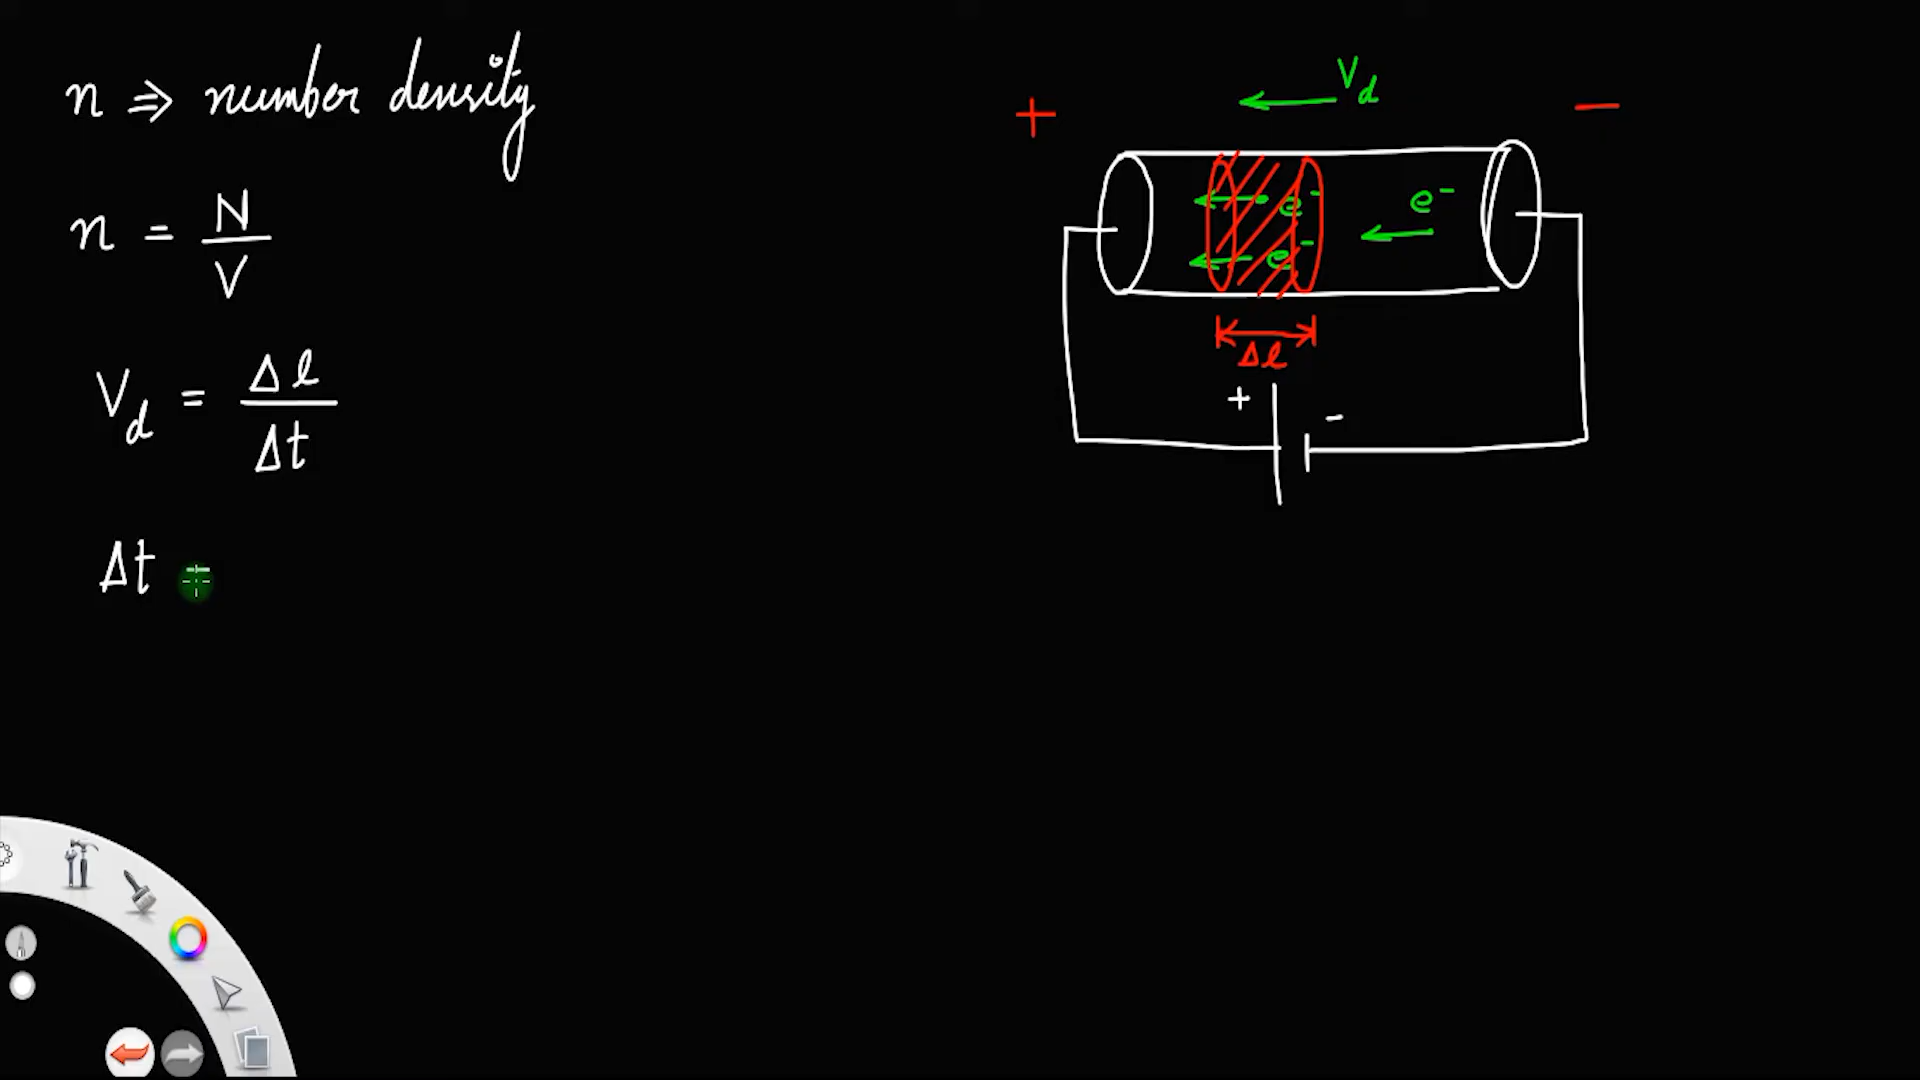 n ⇒ number density
n = N/V
V_d = Δl/Δt
Δt =
V_d
+ −
e⁻ e⁻
e⁻
Δl
+ -